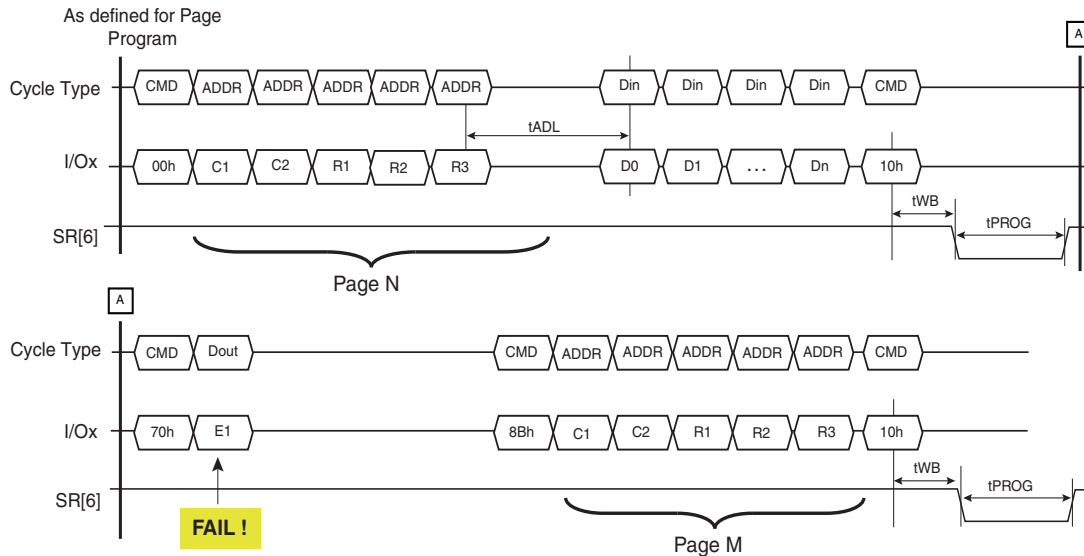 As defined for Page
Program
A
Cycle Type CMD ADDR ADDR ADDR ADDR ADDR Din Din Din Din CMD
tADL
I/Ox 00h C1 C2 R1 R2 R3 D0 D1 ... Dn 10h
tWB
tPROG
SR[6]
Page N
A
Cycle Type CMD Dout CMD ADDR ADDR ADDR ADDR ADDR CMD
I/Ox 70h E1 8Bh C1 C2 R1 R2 R3 10h
tWB
tPROG
SR[6]
FAIL !
Page M